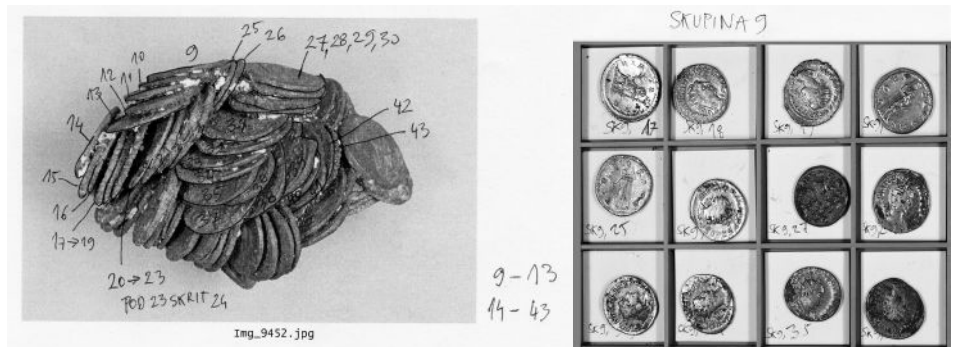 25
26
9
27, 28, 29, 30
10
11
12
13
14
42
43
15
16
17→19
20→23
POD 23 SKRIT 24
Img_9452.jpg
9-13
14-43
SKUPINA 9
SK9, 17
SK9, 18
SK9,
SK9, 25
SK9, 27
SK9, 35